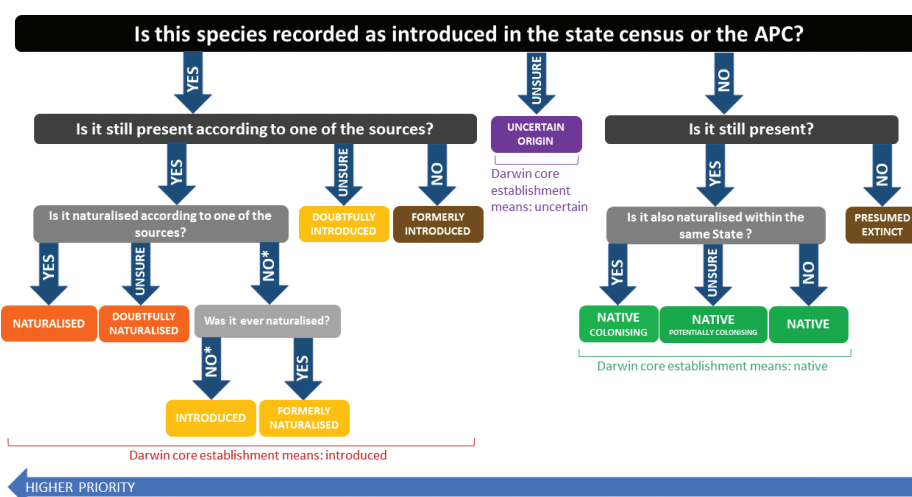 Is this species recorded as introduced in the state census or the APC?
YES
UNSURE
NO
Is it still present according to one of the sources?
UNCERTAIN
ORIGIN
Is it still present?
Darwin core
establishment
means: uncertain
YES
UNSURE
NO
YES
NO
Is it naturalised according to one of the
sources?
DOUBTFULLY
INTRODUCED
FORMERLY
INTRODUCED
Is it also naturalised within the
same State ?
PRESUMED
EXTINCT
YES
UNSURE
NO*
YES
UNSURE
NO
NATURALISED
DOUBTFULLY
NATURALISED
Was it ever naturalised?
NATIVE
COLONISING
NATIVE
POTENTIALLY COLONISING
NATIVE
Darwin core establishment means: native
NO*
YES
INTRODUCED
FORMERLY
NATURALISED
Darwin core establishment means: introduced
HIGHER PRIORITY